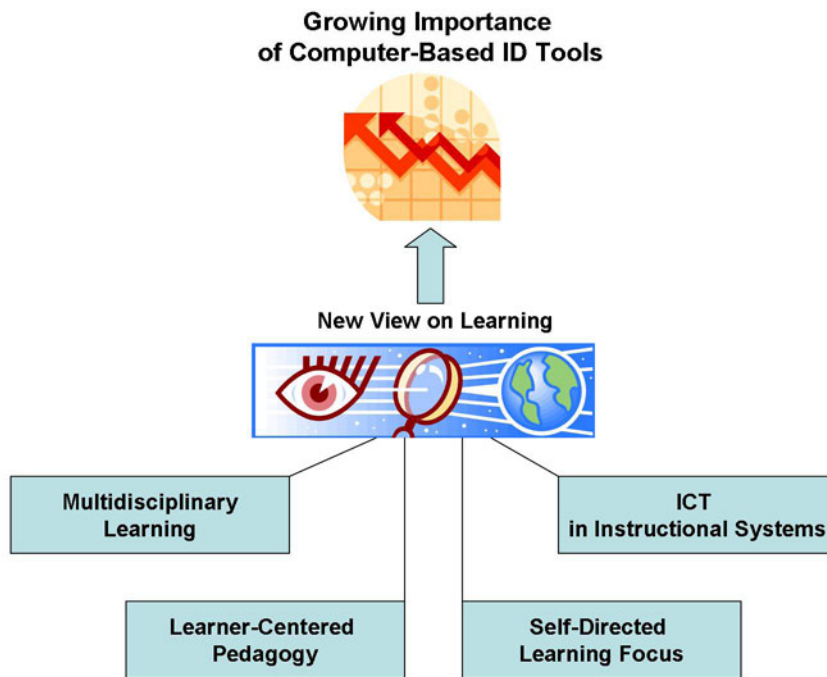 Growing Importance
of Computer-Based ID Tools
New View on Learning
Multidisciplinary
Learning
ICT
in Instructional Systems
Learner-Centered
Pedagogy
Self-Directed
Learning Focus